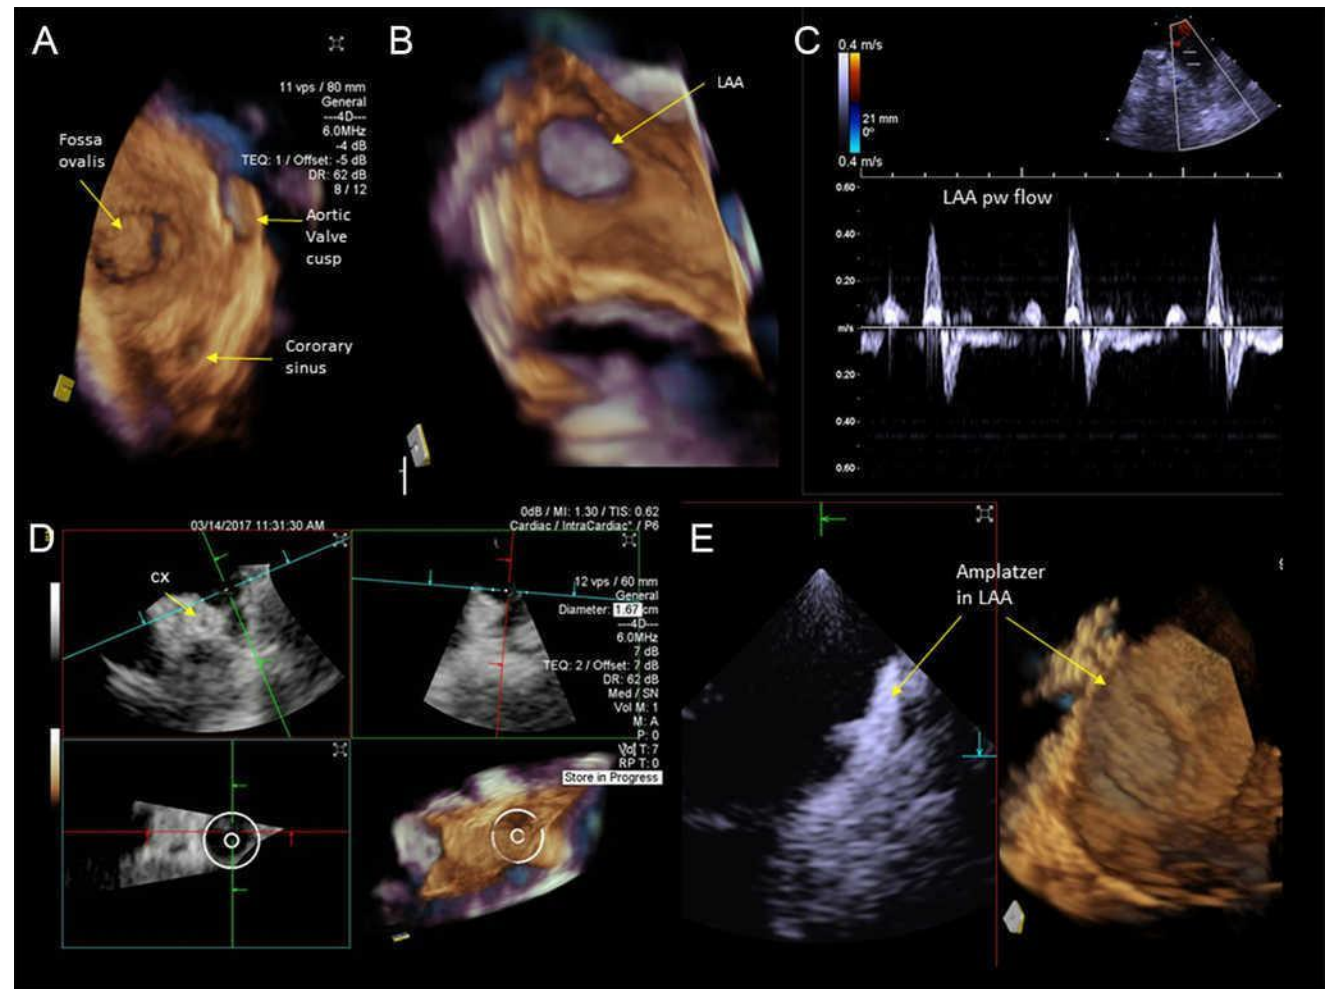 A
11 vps / 80 mm
General
----4D----
6.0MHz
-4 dB
TEQ: 1 / Offset: -5 dB
DR: 62 dB
8 / 12
Fossa
ovalis
Aortic
Valve
cusp
Cororary
sinus
B
LAA
C
0.4 m/s
21 mm
0°
0.4 m/s
LAA pw flow
0.60
0.40
0.20
m/s
0.20
0.40
0.60
D
03/14/2017 11:31:30 AM
0dB / MI: 1.30 / TIS: 0.62
Cardiac / IntraCardiac* / P6
cx
12 vps / 60 mm
General
Diameter: 1.67 cm
----4D----
6.0MHz
7 dB
TEQ: 2 / Offset: 7 dB
DR: 62 dB
Med / SN
Vol M: 1
M: A
P: 0
Vol T: 7
RP T: 0
Store in Progress
E
Amplatzer
in LAA